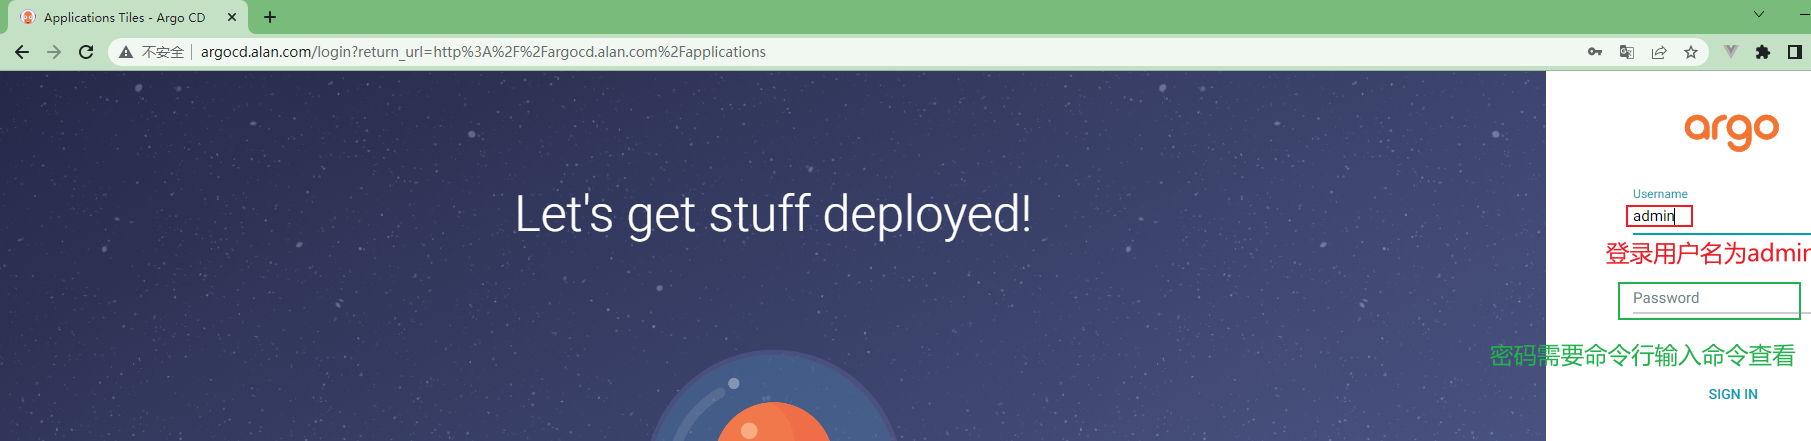 Applications Tiles - Argo CD
不安全 argocd.alan.com/login?return_url=http%3A%2F%2Fargocd.alan.com%2Fapplications
argo
Let's get stuff deployed!
Username
admin
登录用户名为admin
Password
密码需要命令行输入命令查看
SIGN IN